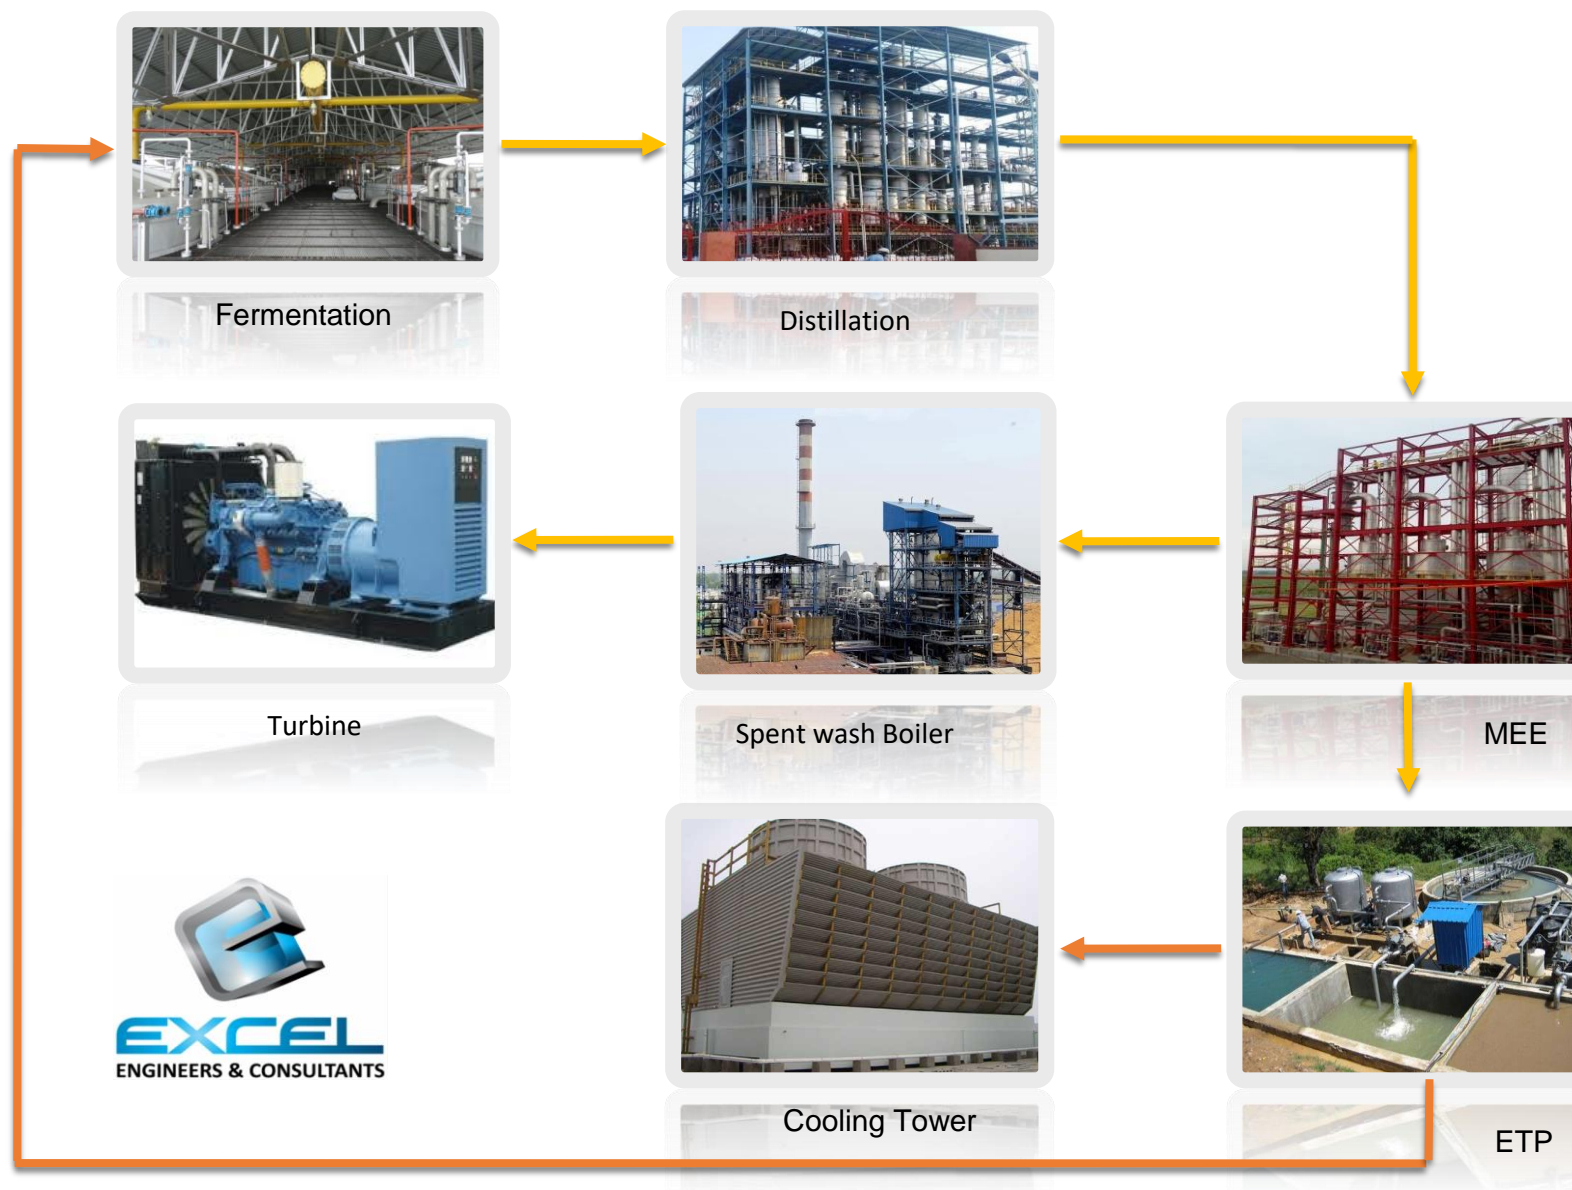 Fermentation
Distillation
Turbine
Spent wash Boiler
MEE
EXCEL
ENGINEERS & CONSULTANTS
Cooling Tower
ETP